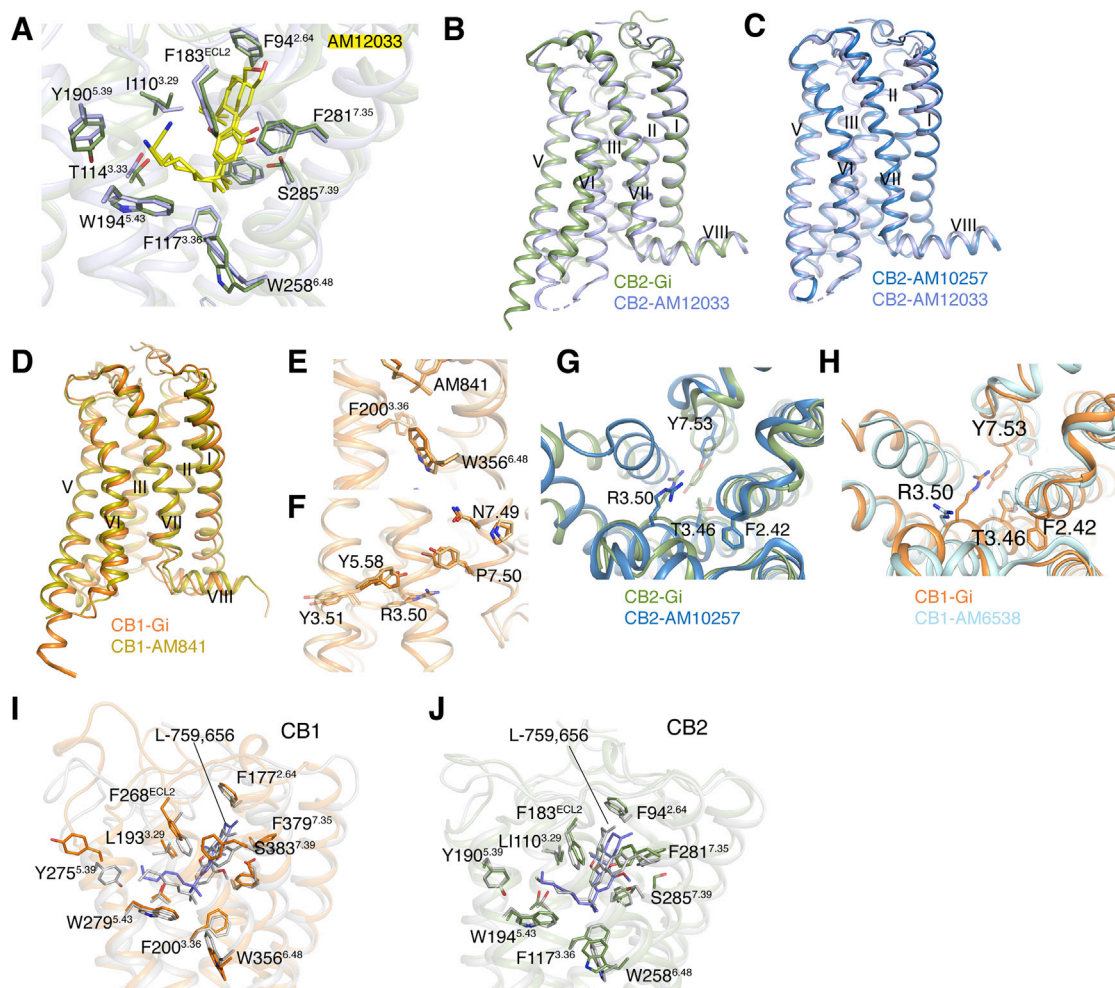 A
F94^2.64
AM12033
F183^ECL2
I110^3.29
Y190^5.39
F281^7.35
T114^3.33
S285^7.39
W194^5.43
F117^3.36
W258^6.48
B
II
I
III
V
VI
VII
VIII
CB2-Gi
CB2-AM12033
C
II
I
III
V
VI
VII
VIII
CB2-AM10257
CB2-AM12033
D
II
I
V
III
VI
VII
VIII
CB1-Gi
CB1-AM841
E
AM841
F200^3.36
W356^6.48
F
N7.49
Y5.58
P7.50
Y3.51
R3.50
G
Y7.53
R3.50
T3.46
F2.42
CB2-Gi
CB2-AM10257
H
Y7.53
R3.50
T3.46
F2.42
CB1-Gi
CB1-AM6538
I
L-759,656
CB1
F177^2.64
F268^ECL2
F379^7.35
L193^3.29
S383^7.39
Y275^5.39
W279^5.43
F200^3.36
W356^6.48
J
L-759,656
CB2
F183^ECL2
F94^2.64
LI110^3.29
Y190^5.39
F281^7.35
S285^7.39
W194^5.43
F117^3.36
W258^6.48